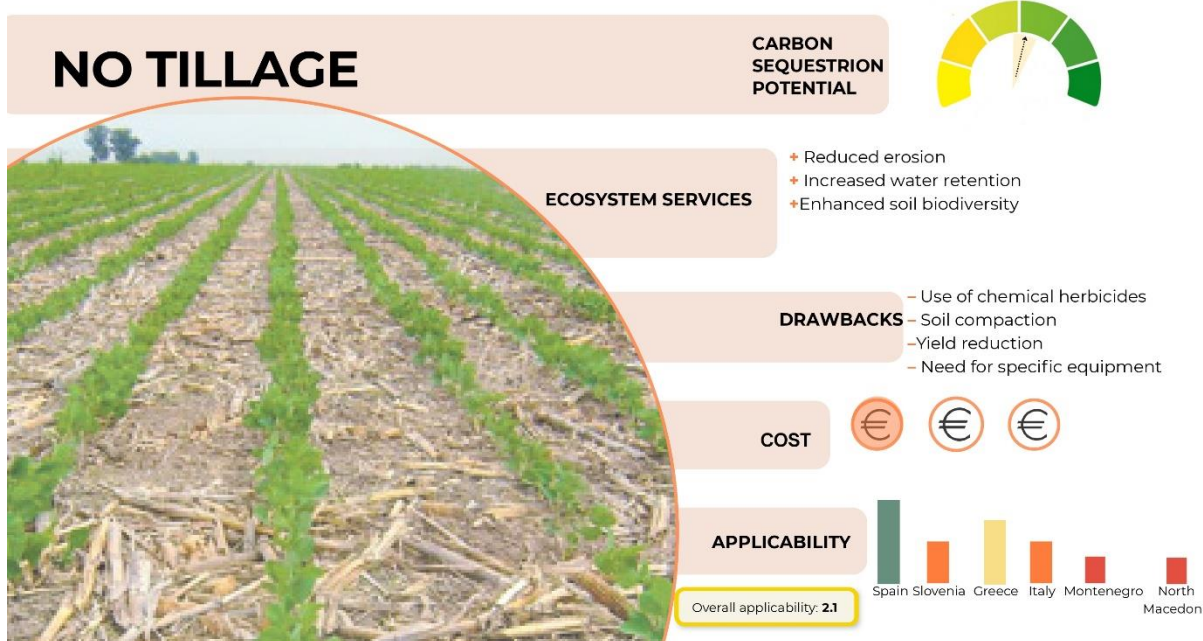 NO TILLAGE
CARBON
SEQUESTRION
POTENTIAL
ECOSYSTEM SERVICES
+ Reduced erosion
+ Increased water retention
+Enhanced soil biodiversity
DRAWBACKS
– Use of chemical herbicides
– Soil compaction
–Yield reduction
– Need for specific equipment
COST
€ € €
APPLICABILITY
Overall applicability: 2.1
Spain Slovenia Greece Italy Montenegro North
Macedon